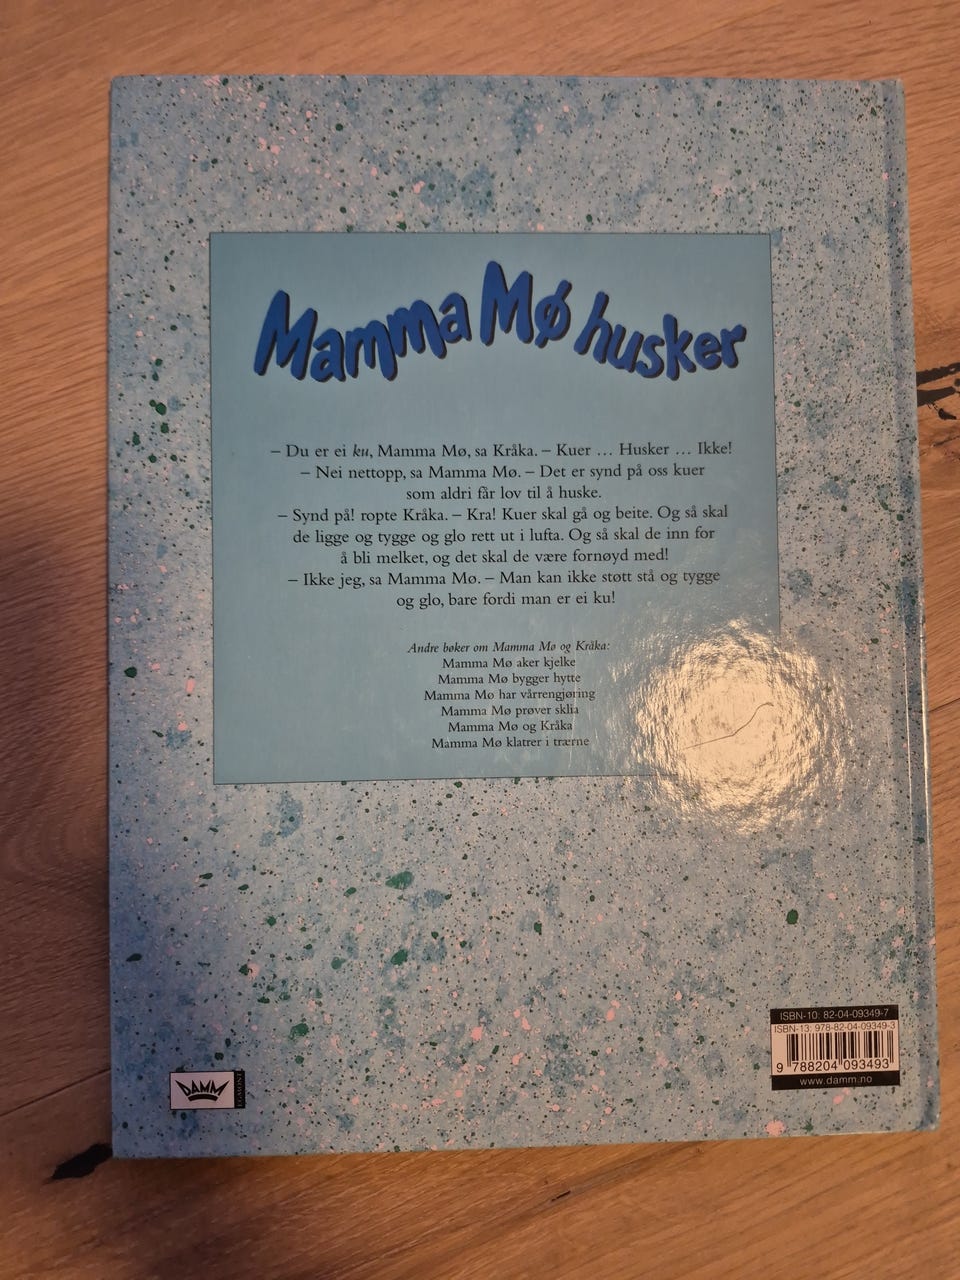 Mamma Mø husker
– Du er ei ku, Mamma Mø, sa Kråka. – Kuer … Husker … Ikke!
– Nei nettopp, sa Mamma Mø. – Det er synd på oss kuer
som aldri får lov til å huske.
– Synd på! ropte Kråka. – Kra! Kuer skal gå og beite. Og så skal
de ligge og tygge og glo rett ut i lufta. Og så skal de inn for
å bli melket, og det skal de være fornøyd med!
– Ikke jeg, sa Mamma Mø. – Man kan ikke støtt stå og tygge
og glo, bare fordi man er ei ku!
Andre bøker om Mamma Mø og Kråka:
Mamma Mø aker kjelke
Mamma Mø bygger hytte
Mamma Mø har vårrengjøring
Mamma Mø prøver sklia
Mamma Mø og Kråka
Mamma Mø klatrer i trærne
ISBN-10: 82-04-09349-7
ISBN-13: 978-82-04-09349-3
9 788204 093493
www.damm.no
DAMM
EGMONT